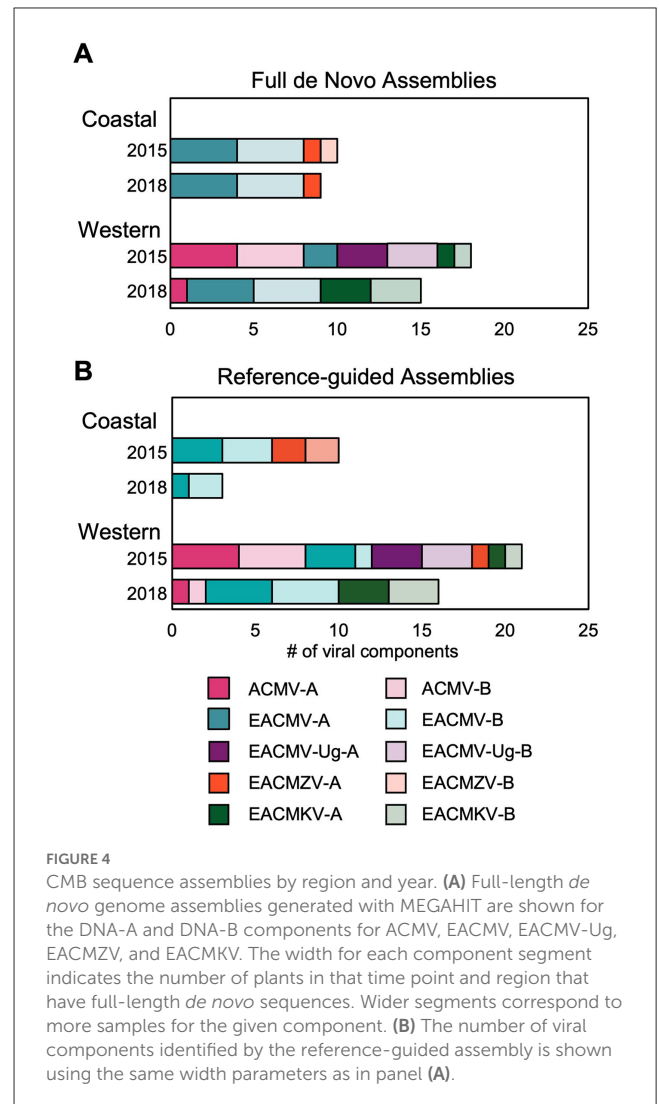 A
Full de Novo Assemblies
Coastal
2015
2018
Western
2015
2018
0 5 10 15 20 25
B
Reference-guided Assemblies
Coastal
2015
2018
Western
2015
2018
0 5 10 15 20 25
# of viral components
ACMV-A ACMV-B
EACMV-A EACMV-B
EACMV-Ug-A EACMV-Ug-B
EACMZV-A EACMZV-B
EACMKV-A EACMKV-B
FIGURE 4
CMB sequence assemblies by region and year. (A) Full-length de
novo genome assemblies generated with MEGAHIT are shown for
the DNA-A and DNA-B components for ACMV, EACMV, EACMV-Ug,
EACMZV, and EACMKV. The width for each component segment
indicates the number of plants in that time point and region that
have full-length de novo sequences. Wider segments correspond to
more samples for the given component. (B) The number of viral
components identified by the reference-guided assembly is shown
using the same width parameters as in panel (A).